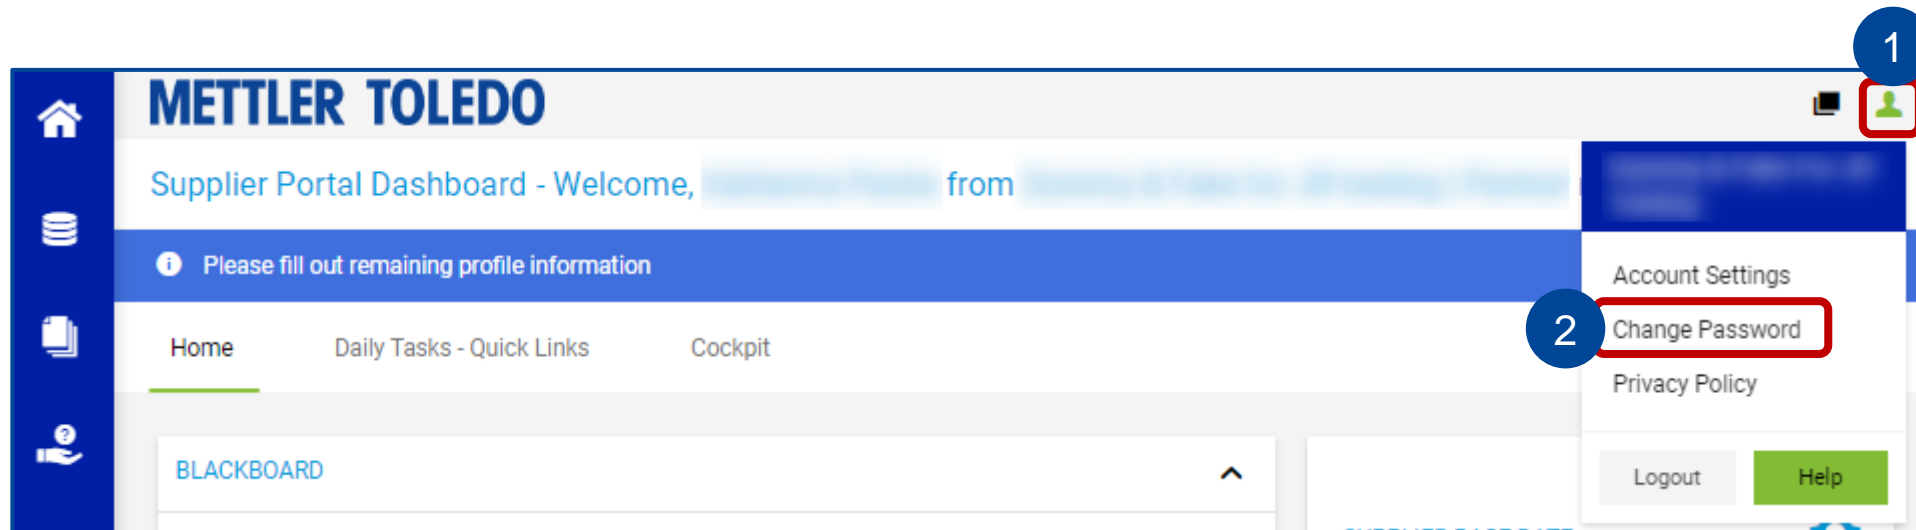 1
METTLER TOLEDO
Supplier Portal Dashboard - Welcome, from
Please fill out remaining profile information
Account Settings
2 Change Password
Home Daily Tasks - Quick Links Cockpit
Privacy Policy
BLACKBOARD
Logout Help